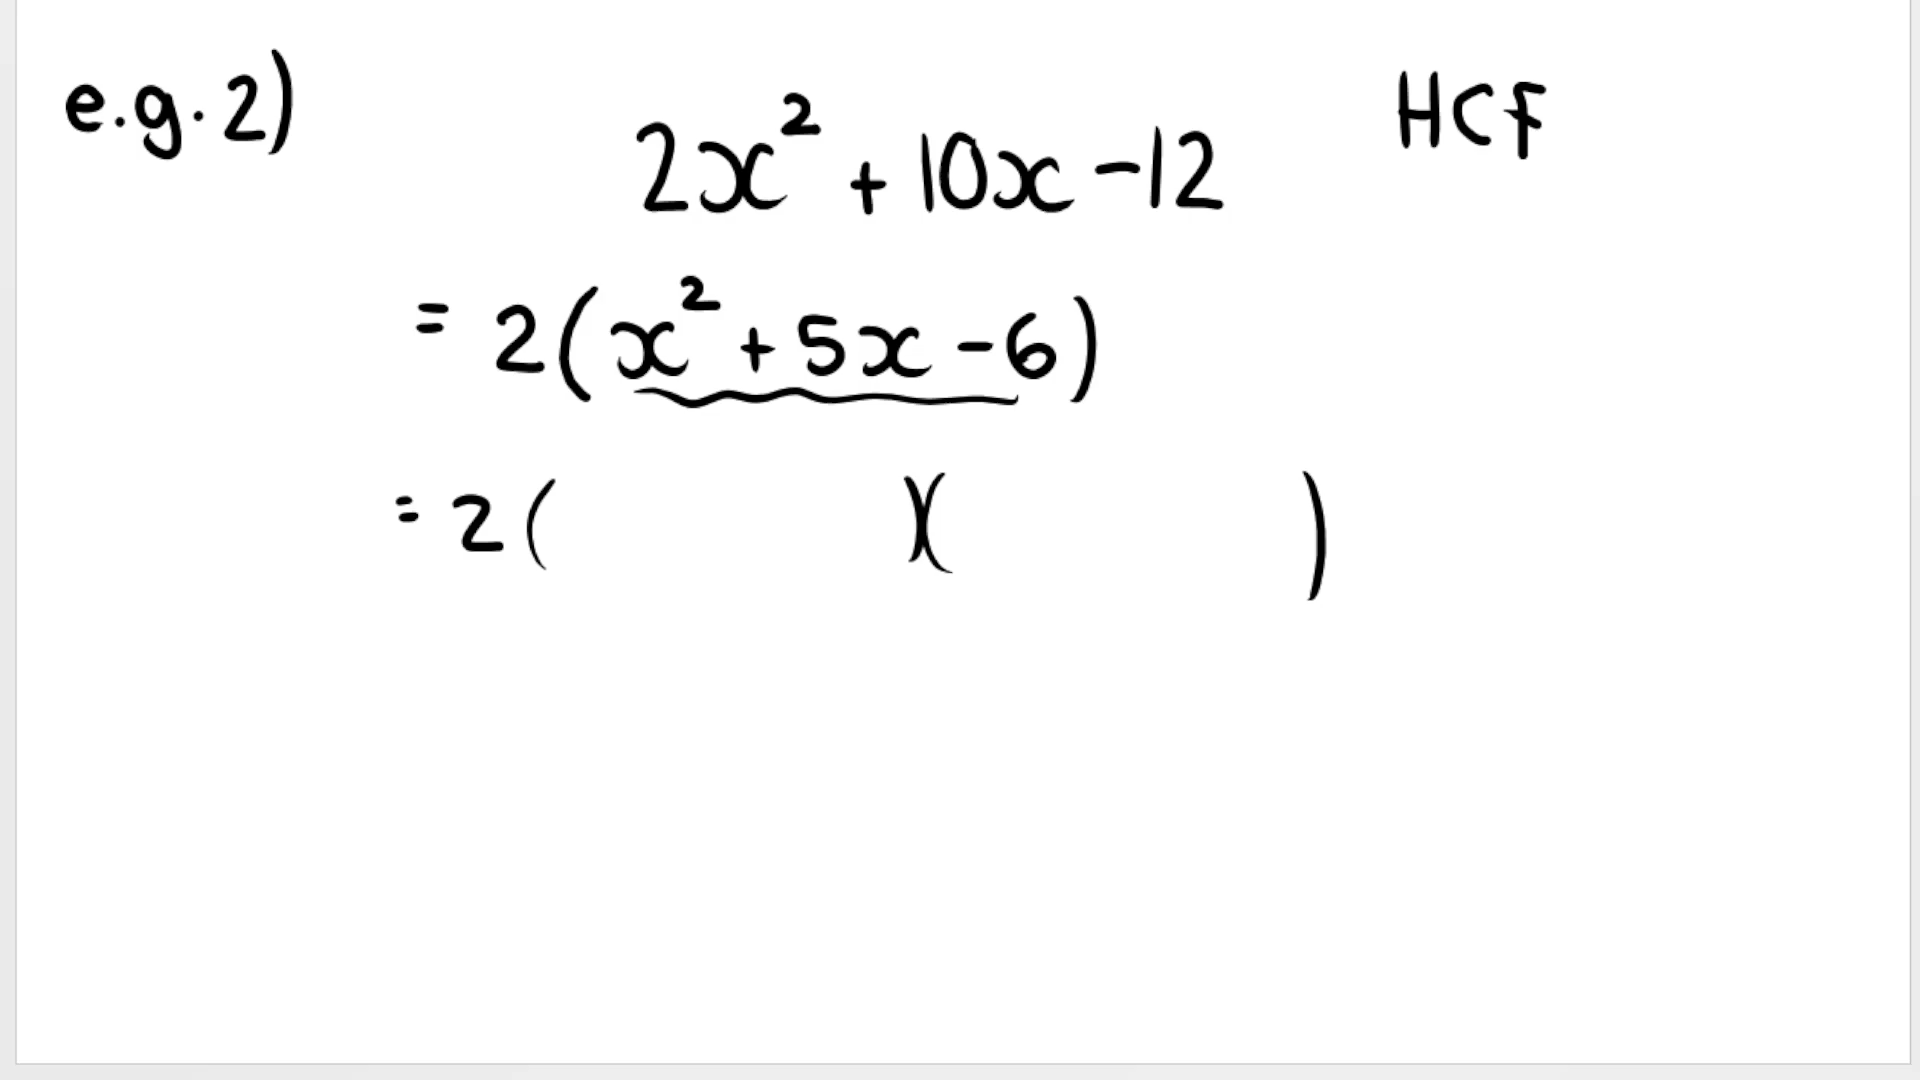 e.g. 2)
2x² + 10x - 12
HCF
= 2(x² + 5x - 6)
= 2( )( )